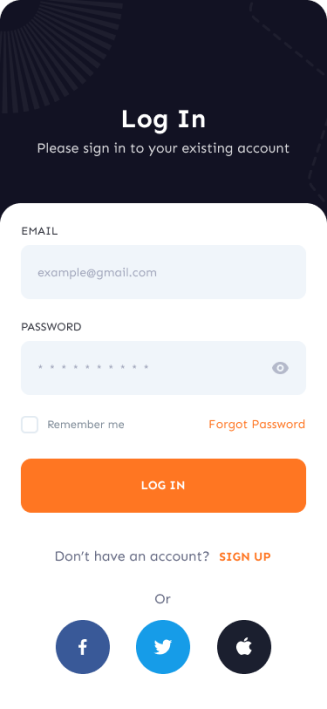 Log In
Please sign in to your existing account
EMAIL
example@gmail.com
PASSWORD
* * * * * * * * * *
Remember me Forgot Password
LOG IN
Don't have an account? SIGN UP
Or